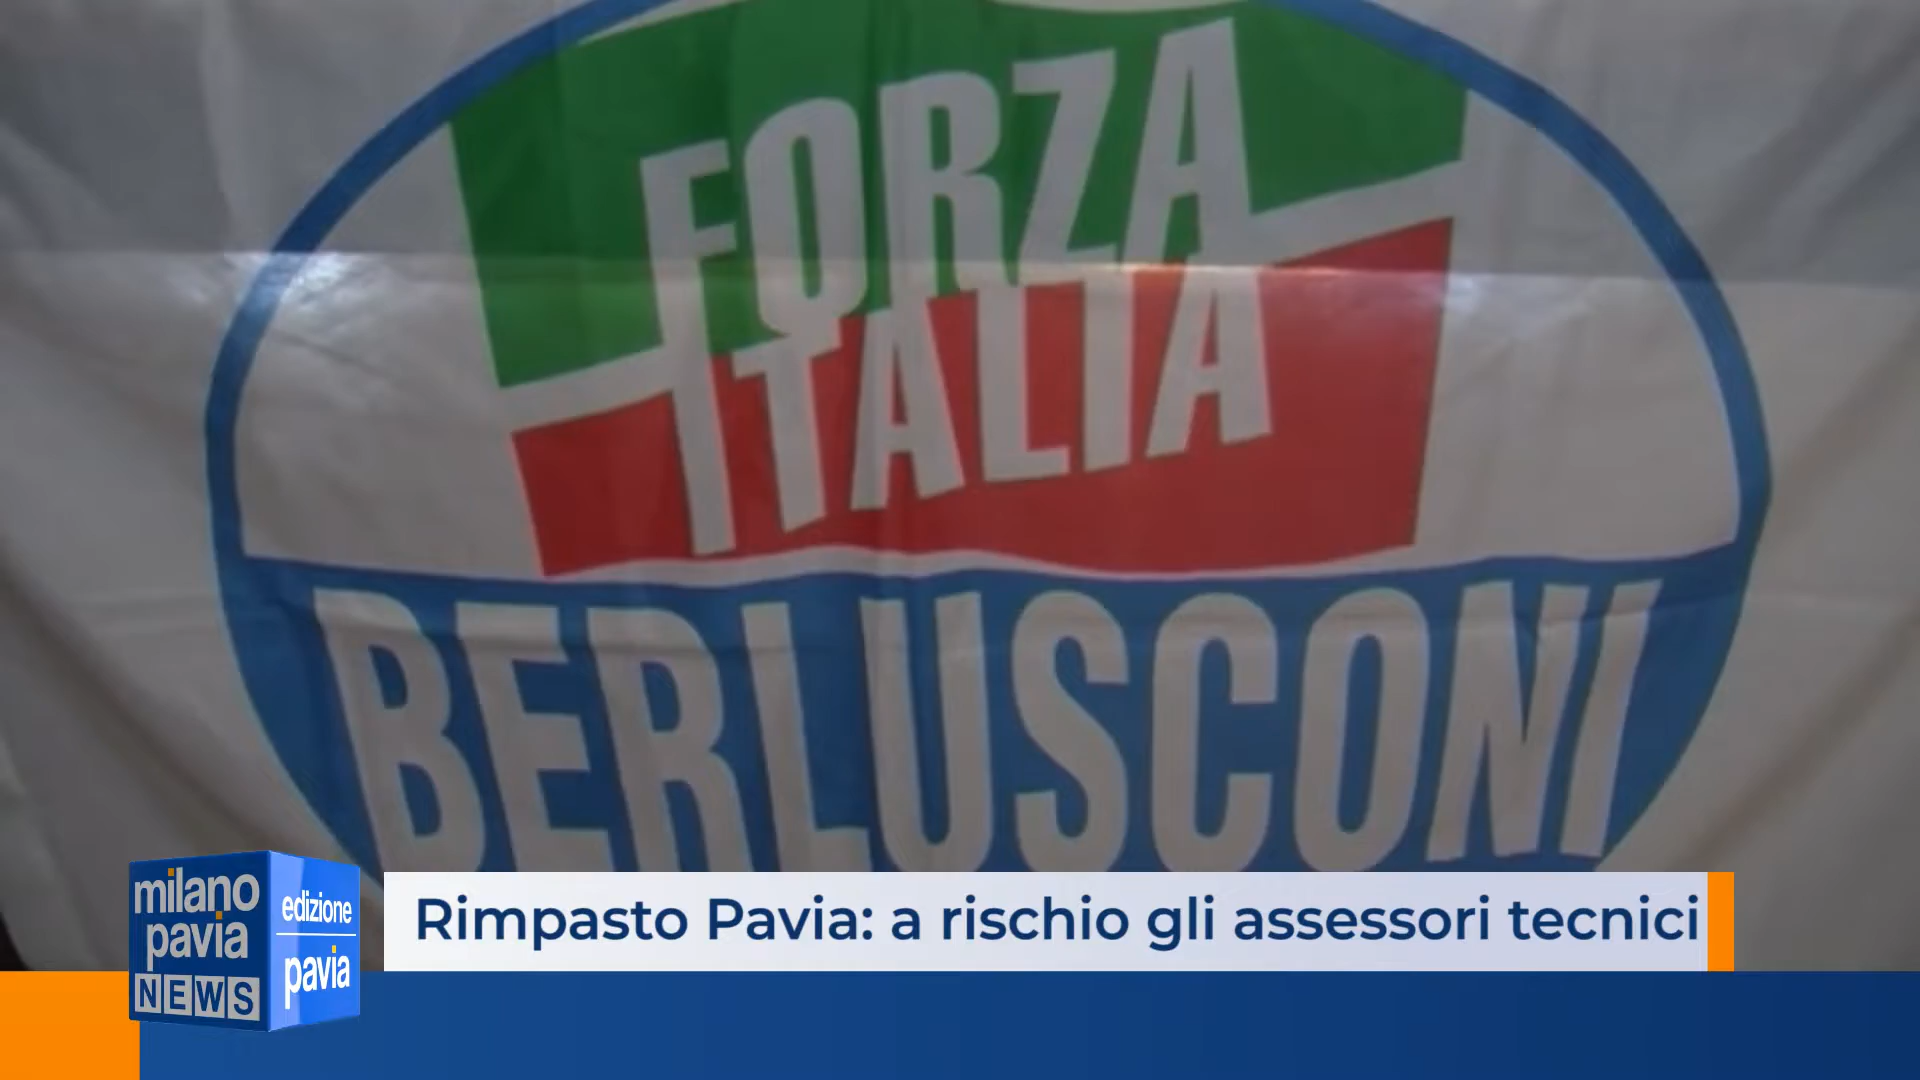 FORZA
ITALIA
BERLUSCONI
milano
pavia
NEWS
edizione
pavia
Rimpasto Pavia: a rischio gli assessori tecnici